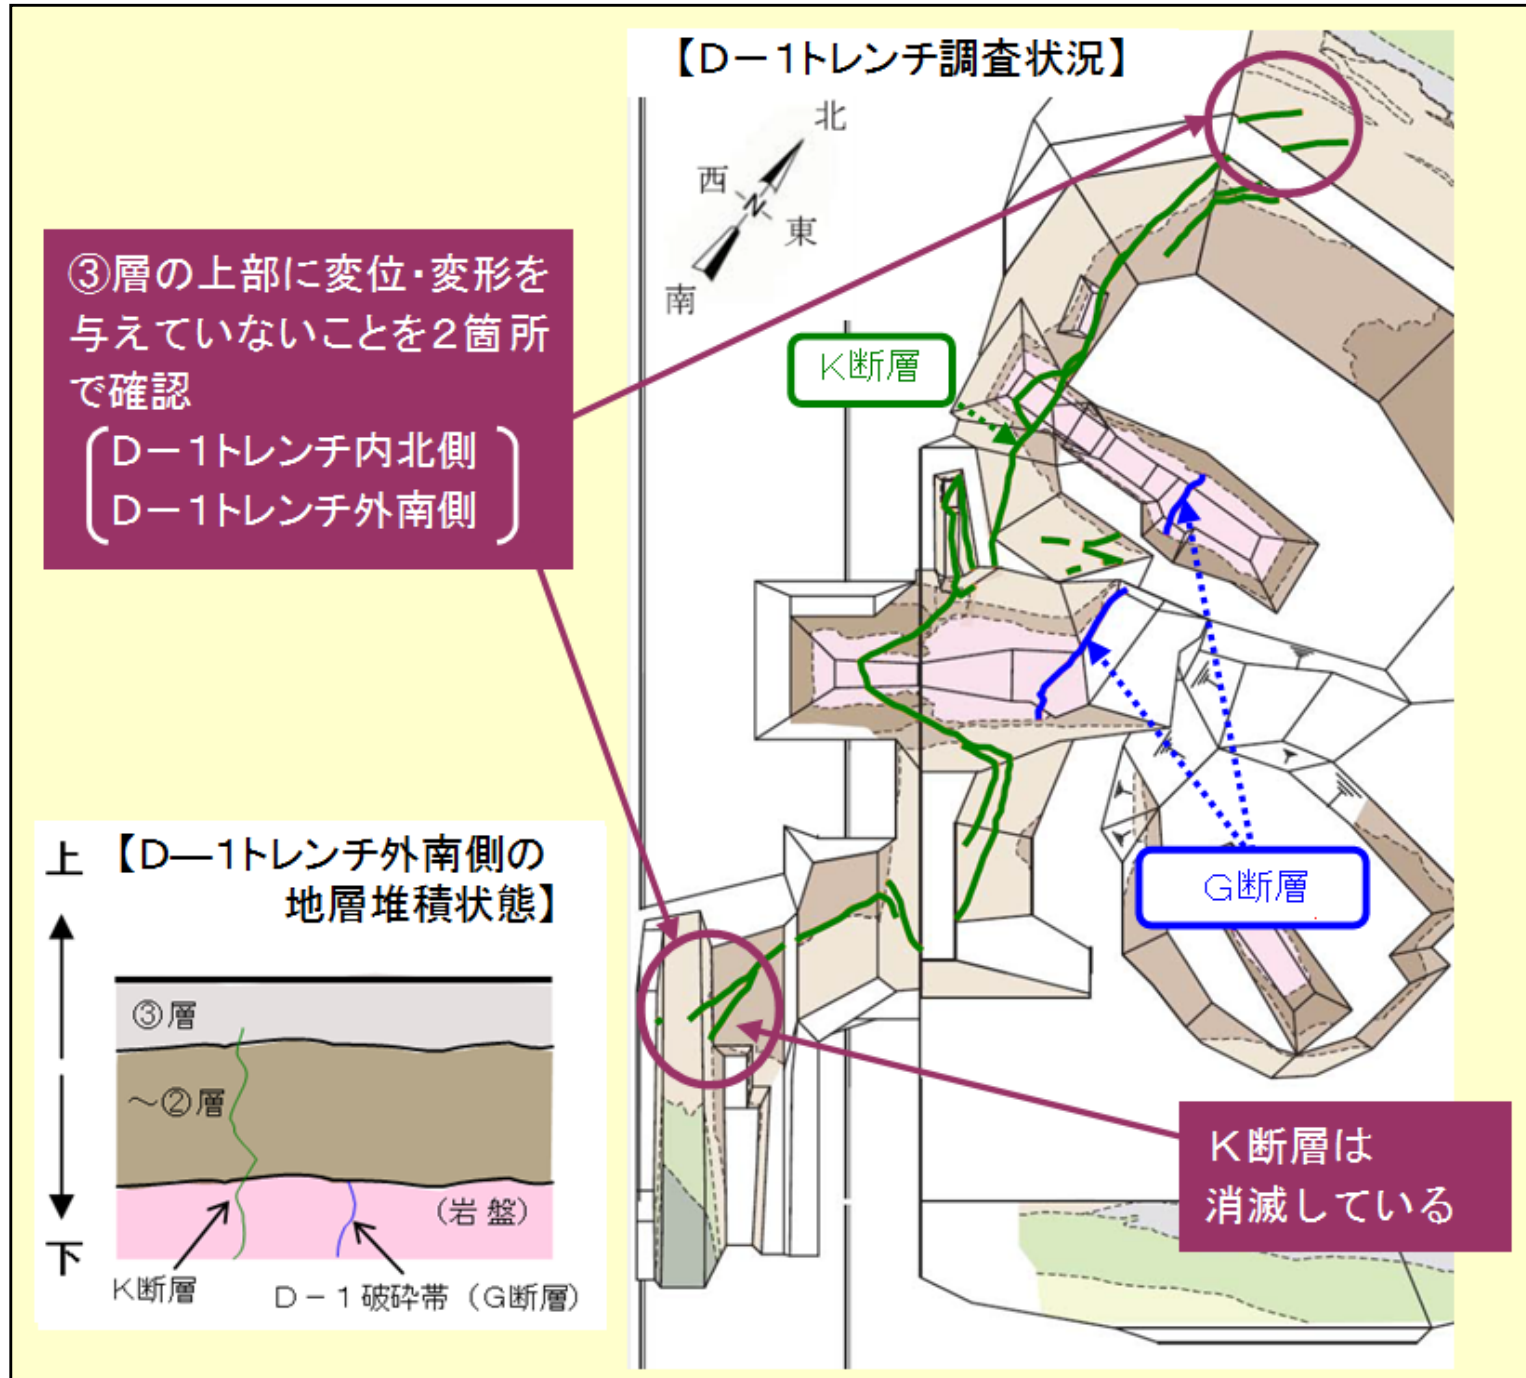 【D－1トレンチ調査状況】
北
西
N
東
南
③層の上部に変位・変形を
与えていないことを２箇所
で確認
D－1トレンチ内北側
D－1トレンチ外南側
K断層
G断層
上
【D―1トレンチ外南側の
地層堆積状態】
③層
～②層
(岩盤)
下
K断層
D－1破砕帯（G断層）
K断層は
消滅している